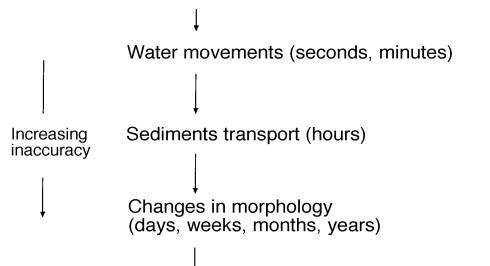 Water movements (seconds, minutes)
Increasing
inaccuracy
Sediments transport (hours)
Changes in morphology
(days, weeks, months, years)